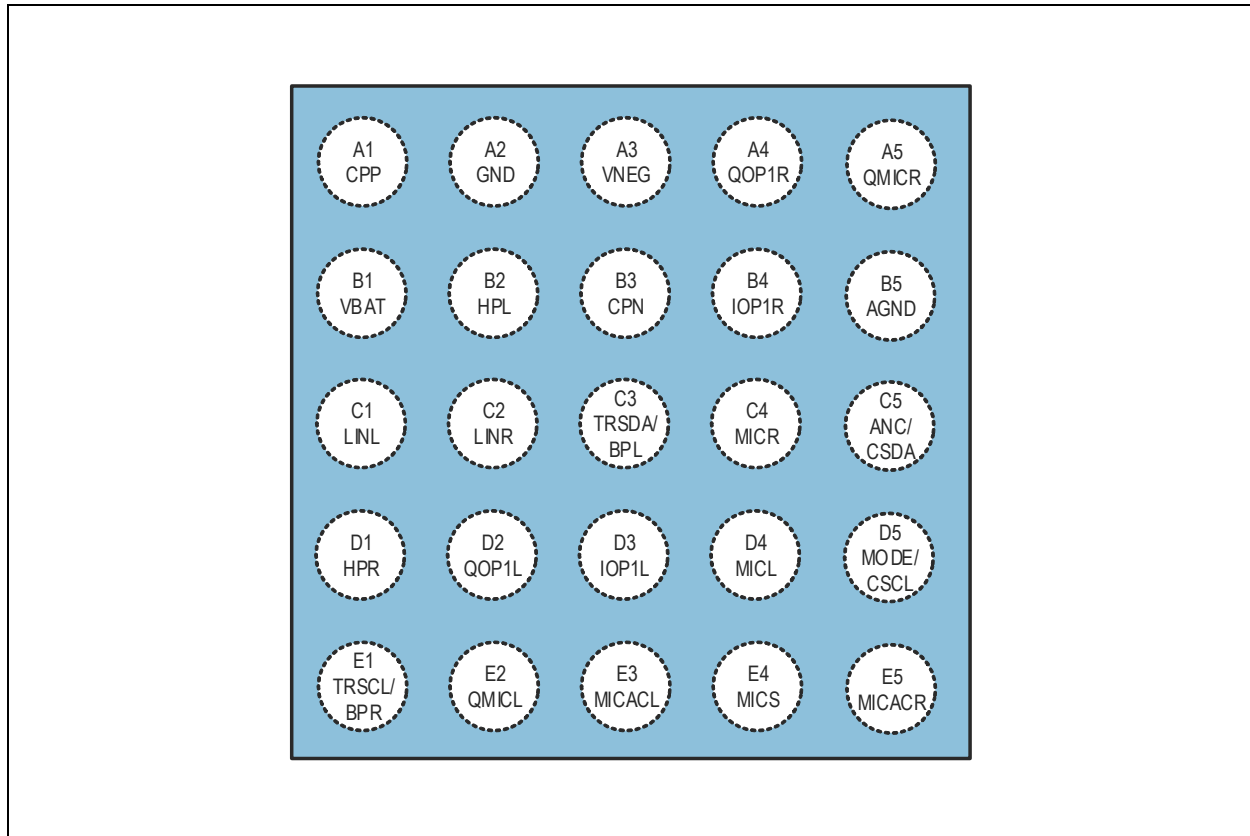 A1
CPP
A2
GND
A3
VNEG
A4
QOP1R
A5
QMICR
B1
VBAT
B2
HPL
B3
CPN
B4
IOP1R
B5
AGND
C1
LINL
C2
LINR
C3
TRSDA/
BPL
C4
MICR
C5
ANC/
CSDA
D1
HPR
D2
QOP1L
D3
IOP1L
D4
MICL
D5
MODE/
CSCL
E1
TRSCL/
BPR
E2
QMICL
E3
MICACL
E4
MICS
E5
MICACR